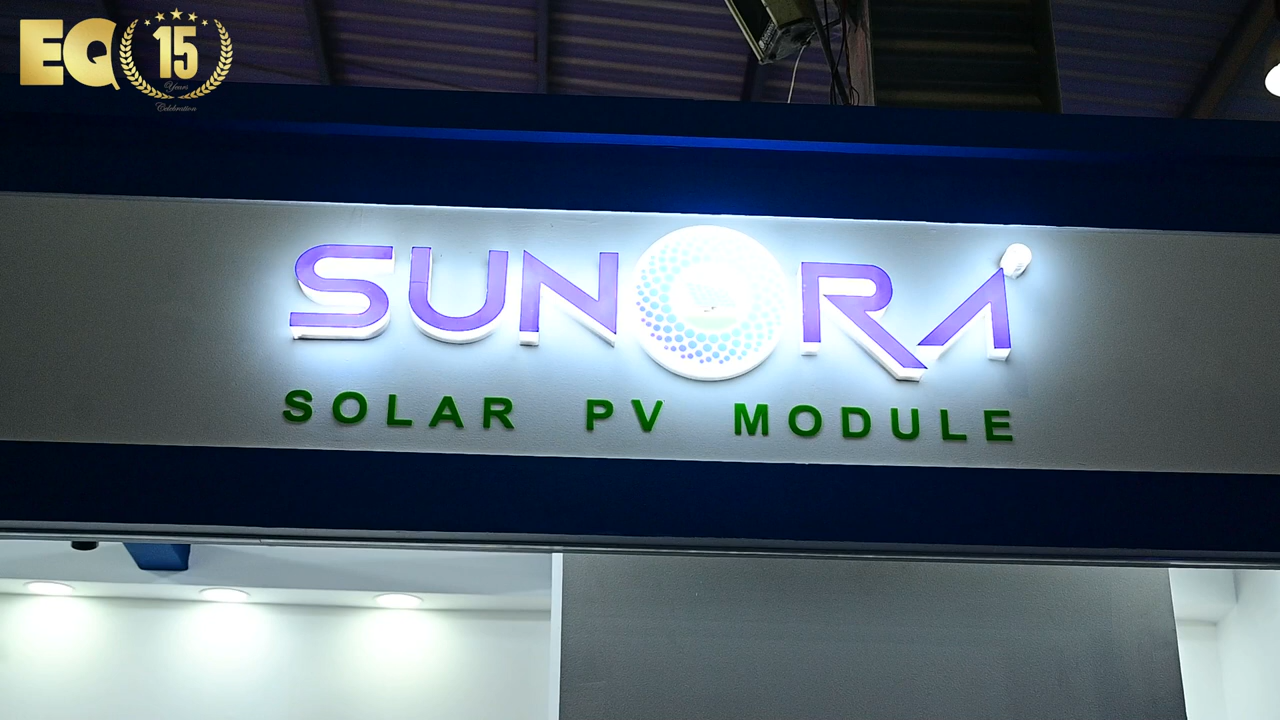 EQ 15
Years
Celebration
SUNORA
SOLAR PV MODULE